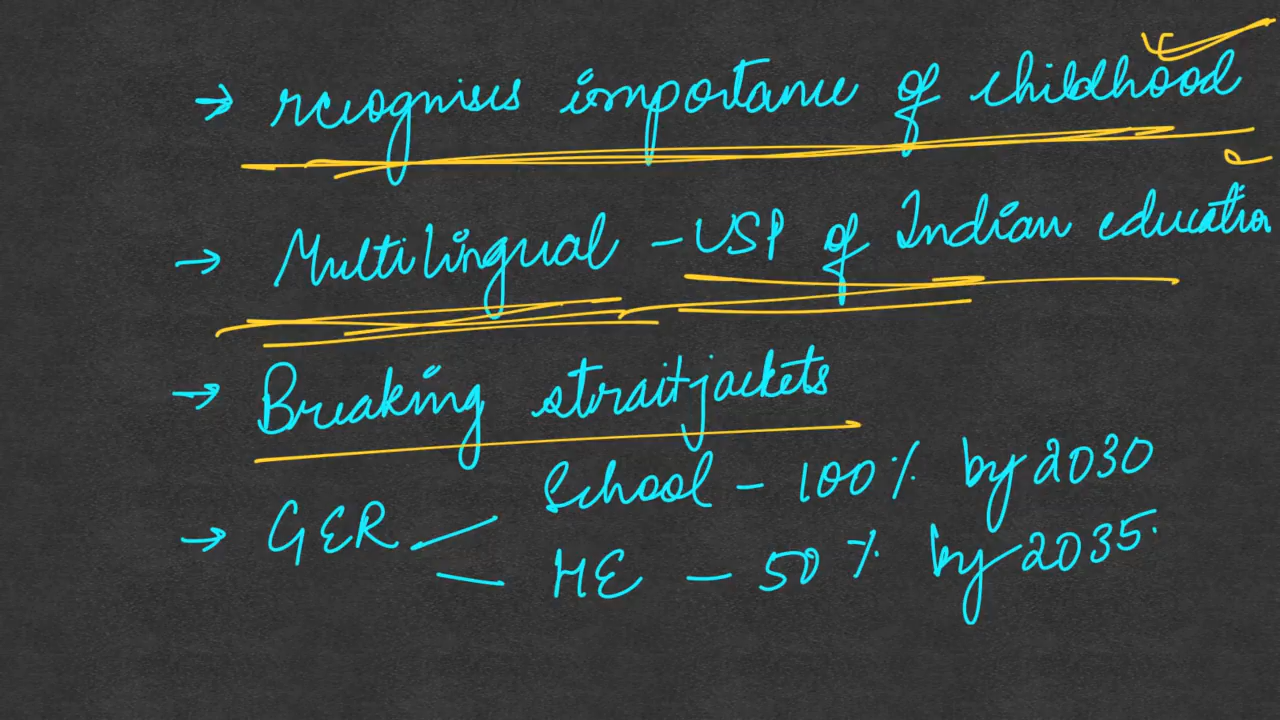 → recognises importance of childhood
→ Multilingual - USP of Indian education
→ Breaking straitjackets
School - 100% by 2030
→ GER
HE - 50% by 2035.